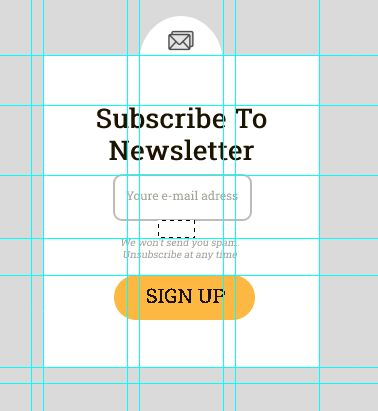 Subscribe To
Newsletter
Youre e-mail adress
We won't send you spam.
Unsubscribe at any time
SIGN UP